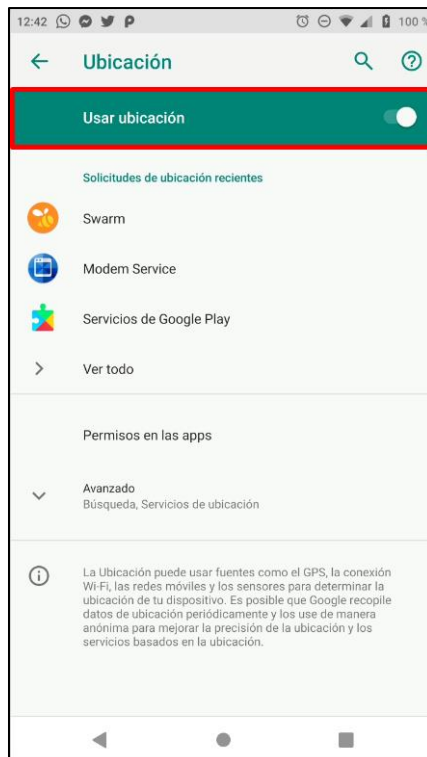 12:42 100 %
Ubicación
Usar ubicación
Solicitudes de ubicación recientes
Swarm
Modem Service
Servicios de Google Play
Ver todo
Permisos en las apps
Avanzado
Búsqueda, Servicios de ubicación
La Ubicación puede usar fuentes como el GPS, la conexión
Wi-Fi, las redes móviles y los sensores para determinar la
ubicación de tu dispositivo. Es posible que Google recopile
datos de ubicación periódicamente y los use de manera
anónima para mejorar la precisión de la ubicación y los
servicios basados en la ubicación.